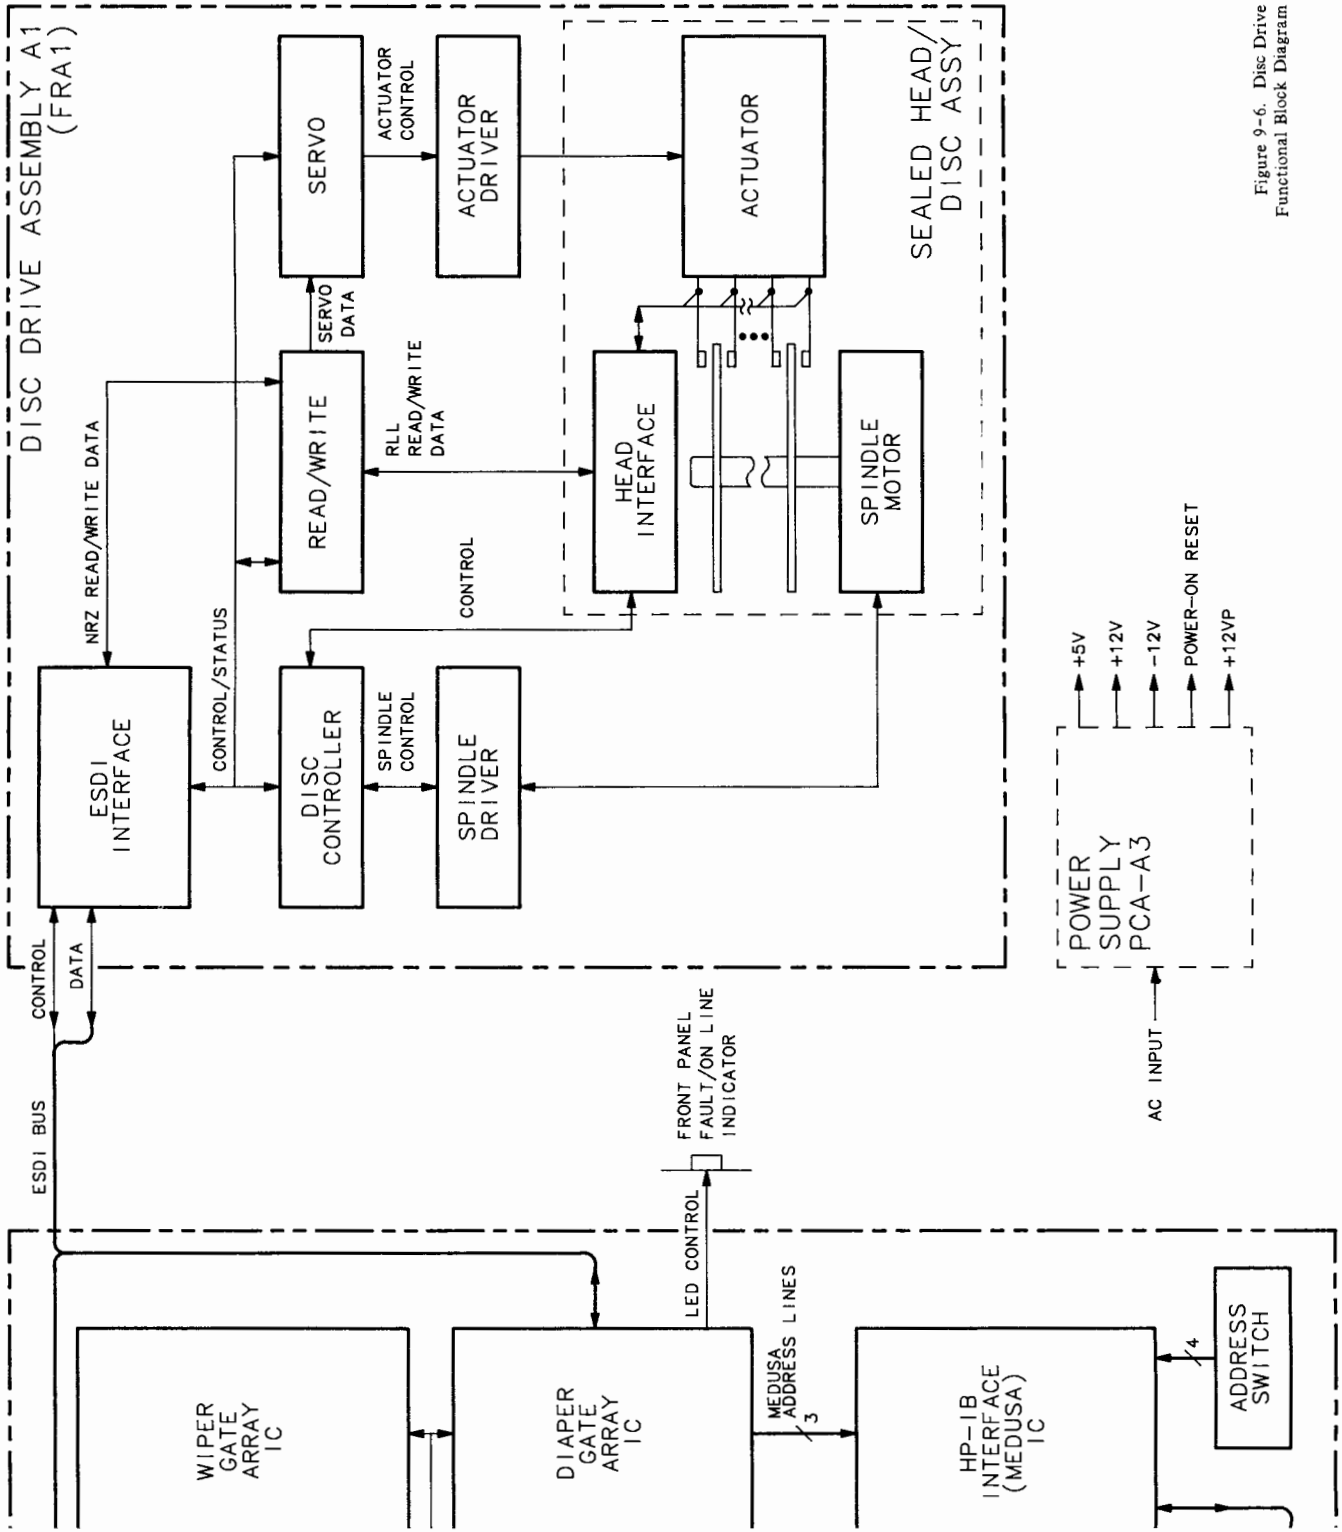 DISC DRIVE ASSEMBLY A1
(FRA1)
CONTROL
DATA
ESDI BUS
ESDI
INTERFACE
NRZ READ/WRITE DATA
CONTROL/STATUS
DISC
CONTROLLER
READ/WRITE
SERVO
DATA
SERVO
SPINDLE
CONTROL
CONTROL
RLL
READ/WRITE
DATA
ACTUATOR
CONTROL
SPINDLE
DRIVER
ACTUATOR
DRIVER
HEAD
INTERFACE
ACTUATOR
SPINDLE
MOTOR
SEALED HEAD/
DISC ASSY
WIPER
GATE
ARRAY
IC
DIAPER
GATE
ARRAY
IC
LED CONTROL
FRONT PANEL
FAULT/ON LINE
INDICATOR
MEDUSA
ADDRESS LINES
3
HP-IB
INTERFACE
(MEDUSA)
IC
4
ADDRESS
SWITCH
AC INPUT
POWER
SUPPLY
PCA-A3
+5V
+12V
-12V
POWER-ON RESET
+12VP
Figure 9-6. Disc Drive
Functional Block Diagram